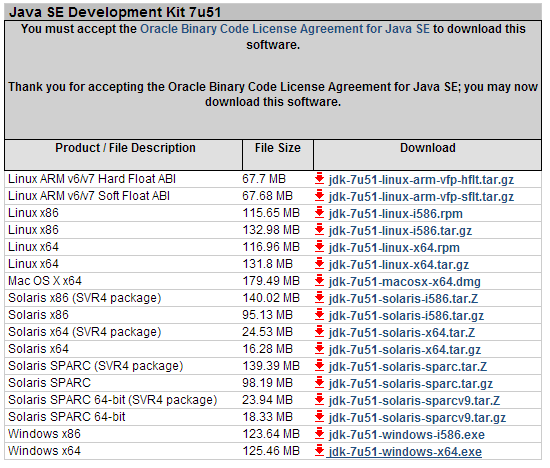 Java SE Development Kit 7u51
You must accept the Oracle Binary Code License Agreement for Java SE to download this
software.
Thank you for accepting the Oracle Binary Code License Agreement for Java SE; you may now
download this software.
Product / File Description File Size Download
Linux ARM v6/v7 Hard Float ABI 67.7 MB jdk-7u51-linux-arm-vfp-hflt.tar.gz
Linux ARM v6/v7 Soft Float ABI 67.68 MB jdk-7u51-linux-arm-vfp-sflt.tar.gz
Linux x86 115.65 MB jdk-7u51-linux-i586.rpm
Linux x86 132.98 MB jdk-7u51-linux-i586.tar.gz
Linux x64 116.96 MB jdk-7u51-linux-x64.rpm
Linux x64 131.8 MB jdk-7u51-linux-x64.tar.gz
Mac OS X x64 179.49 MB jdk-7u51-macosx-x64.dmg
Solaris x86 (SVR4 package) 140.02 MB jdk-7u51-solaris-i586.tar.Z
Solaris x86 95.13 MB jdk-7u51-solaris-i586.tar.gz
Solaris x64 (SVR4 package) 24.53 MB jdk-7u51-solaris-x64.tar.Z
Solaris x64 16.28 MB jdk-7u51-solaris-x64.tar.gz
Solaris SPARC (SVR4 package) 139.39 MB jdk-7u51-solaris-sparc.tar.Z
Solaris SPARC 98.19 MB jdk-7u51-solaris-sparc.tar.gz
Solaris SPARC 64-bit (SVR4 package) 23.94 MB jdk-7u51-solaris-sparcv9.tar.Z
Solaris SPARC 64-bit 18.33 MB jdk-7u51-solaris-sparcv9.tar.gz
Windows x86 123.64 MB jdk-7u51-windows-i586.exe
Windows x64 125.46 MB jdk-7u51-windows-x64.exe